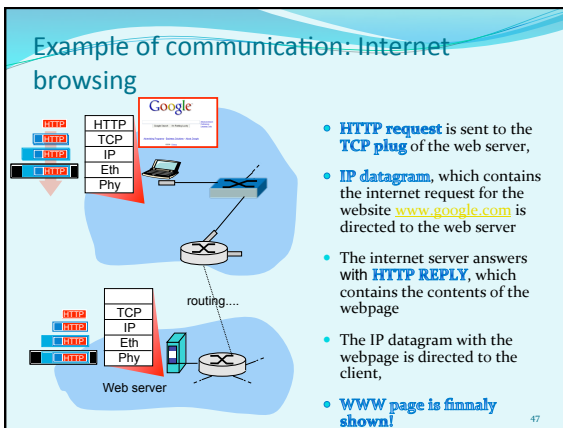 Example of communication: Internet
browsing
Google
HTTP
HTTP
HTTP
HTTP
HTTP
TCP
IP
Eth
Phy
routing....
HTTP
HTTP
HTTP
HTTP
TCP
IP
Eth
Phy
Web server
HTTP request is sent to the
TCP plug of the web server,
IP datagram, which contains
the internet request for the
website www.google.com is
directed to the web server
The internet server answers
with HTTP REPLY, which
contains the contents of the
webpage
The IP datagram with the
webpage is directed to the
client,
WWW page is finnaly
shown!
47